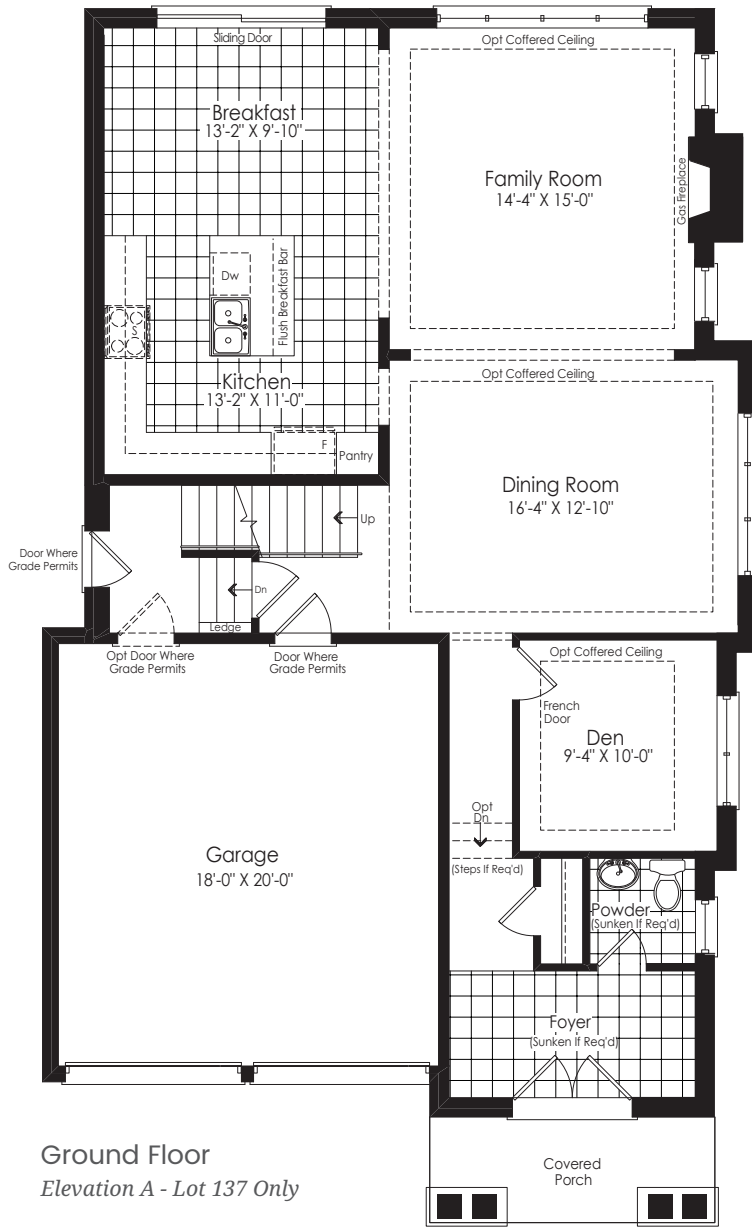 Sliding Door
Opt Coffered Ceiling
Breakfast
13'-2" X 9'-10"
Family Room
14'-4" X 15'-0"
Gas Fireplace
Dw
Flush Breakfast Bar
S
Kitchen
13'-2" X 11'-0"
F
Pantry
Opt Coffered Ceiling
Dining Room
16'-4" X 12'-10"
Up
Door Where
Grade Permits
Dn
Ledge
Opt Door Where
Grade Permits
Door Where
Grade Permits
Opt Coffered Ceiling
French
Door
Den
9'-4" X 10'-0"
Opt
Dn
(Steps If Req'd)
Garage
18'-0" X 20'-0"
Powder
(Sunken If Req'd)
Foyer
(Sunken If Req'd)
Covered
Porch
Ground Floor
Elevation A - Lot 137 Only